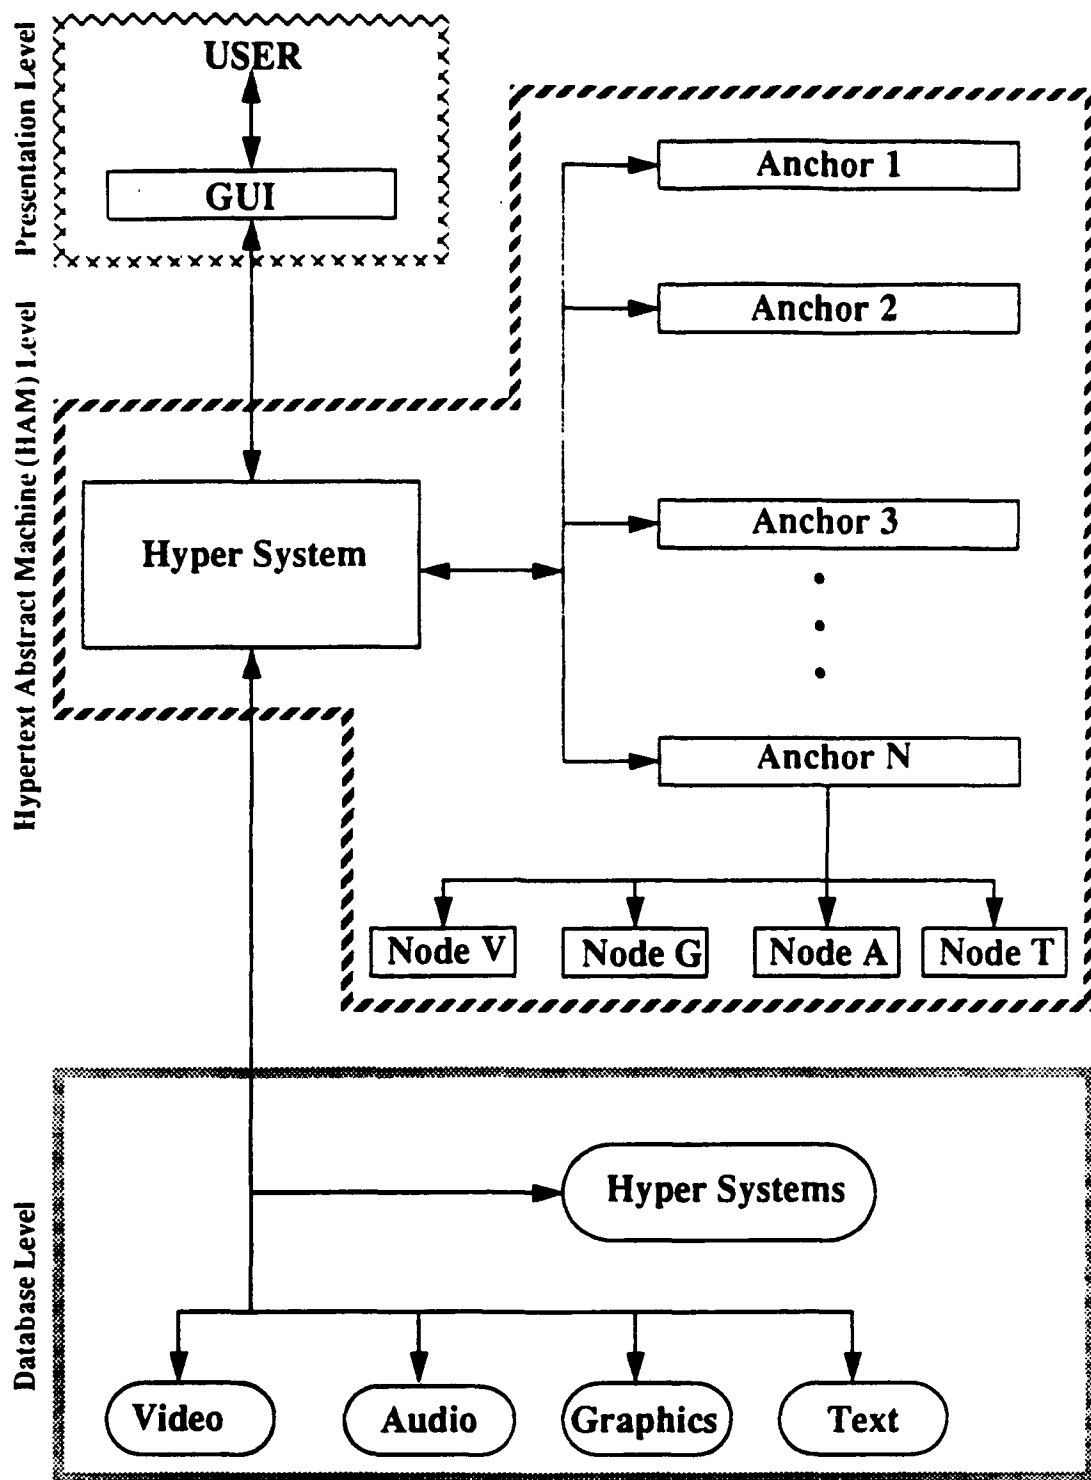 Presentation Level
USER
GUI
Hypertext Abstract Machine (HAM) Level
Anchor 1
Anchor 2
Hyper System
Anchor 3
Anchor N
Node V
Node G
Node A
Node T
Database Level
Hyper Systems
Video
Audio
Graphics
Text